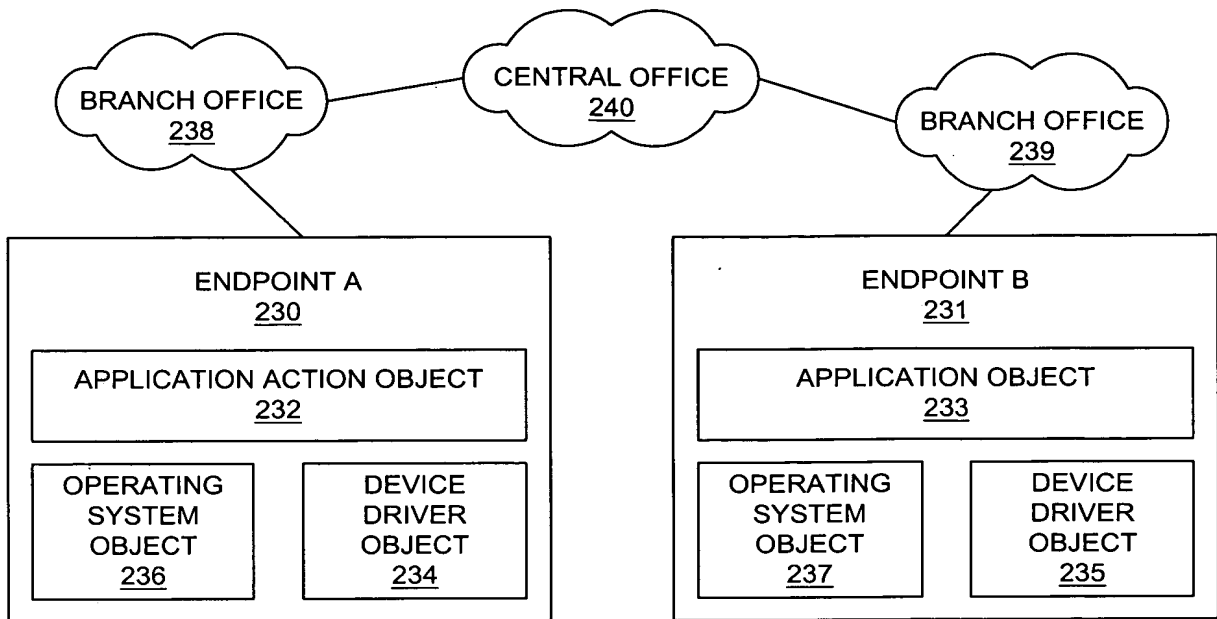 BRANCH OFFICE
238
CENTRAL OFFICE
240
BRANCH OFFICE
239
ENDPOINT A
230
APPLICATION ACTION OBJECT
232
OPERATING
SYSTEM
OBJECT
236
DEVICE
DRIVER
OBJECT
234
ENDPOINT B
231
APPLICATION OBJECT
233
OPERATING
SYSTEM
OBJECT
237
DEVICE
DRIVER
OBJECT
235